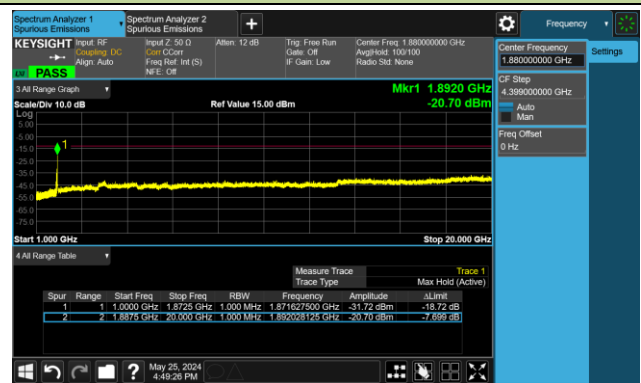 Spectrum Analyzer 1
Spurious Emissions
Spectrum Analyzer 2
Spurious Emissions
+
Frequency
KEYSIGHT
Input: RF
Coupling: DC
Align: Auto
Input Z: 50 Ω
Corr CCorr
Freq Ref: Int (S)
NFE: Off
Atten: 12 dB
Trig: Free Run
Gate: Off
IF Gain: Low
Center Freq: 1.880000000 GHz
Avg|Hold: 100/100
Radio Std: None
PASS
Center Frequency
1.880000000 GHz
Settings
CF Step
4.399000000 GHz
Auto
Man
Freq Offset
0 Hz
3 All Range Graph
Mkr1 1.8920 GHz
Scale/Div 10.0 dB
Ref Value 15.00 dBm
-20.70 dBm
Log
5.00
-5.00
-15.0
-25.0
-35.0
-45.0
-55.0
-65.0
-75.0
1
Start 1.000 GHz
Stop 20.000 GHz
4 All Range Table
Measure Trace Trace 1
Trace Type Max Hold (Active)
Spur Range Start Freq Stop Freq RBW Frequency Amplitude ΔLimit
1 1 1.0000 GHz 1.8725 GHz 1.000 MHz 1.871627500 GHz -31.72 dBm -18.72 dB
2 2 1.8875 GHz 20.000 GHz 1.000 MHz 1.892028125 GHz -20.70 dBm -7.699 dB
?
May 25, 2024
4:49:26 PM